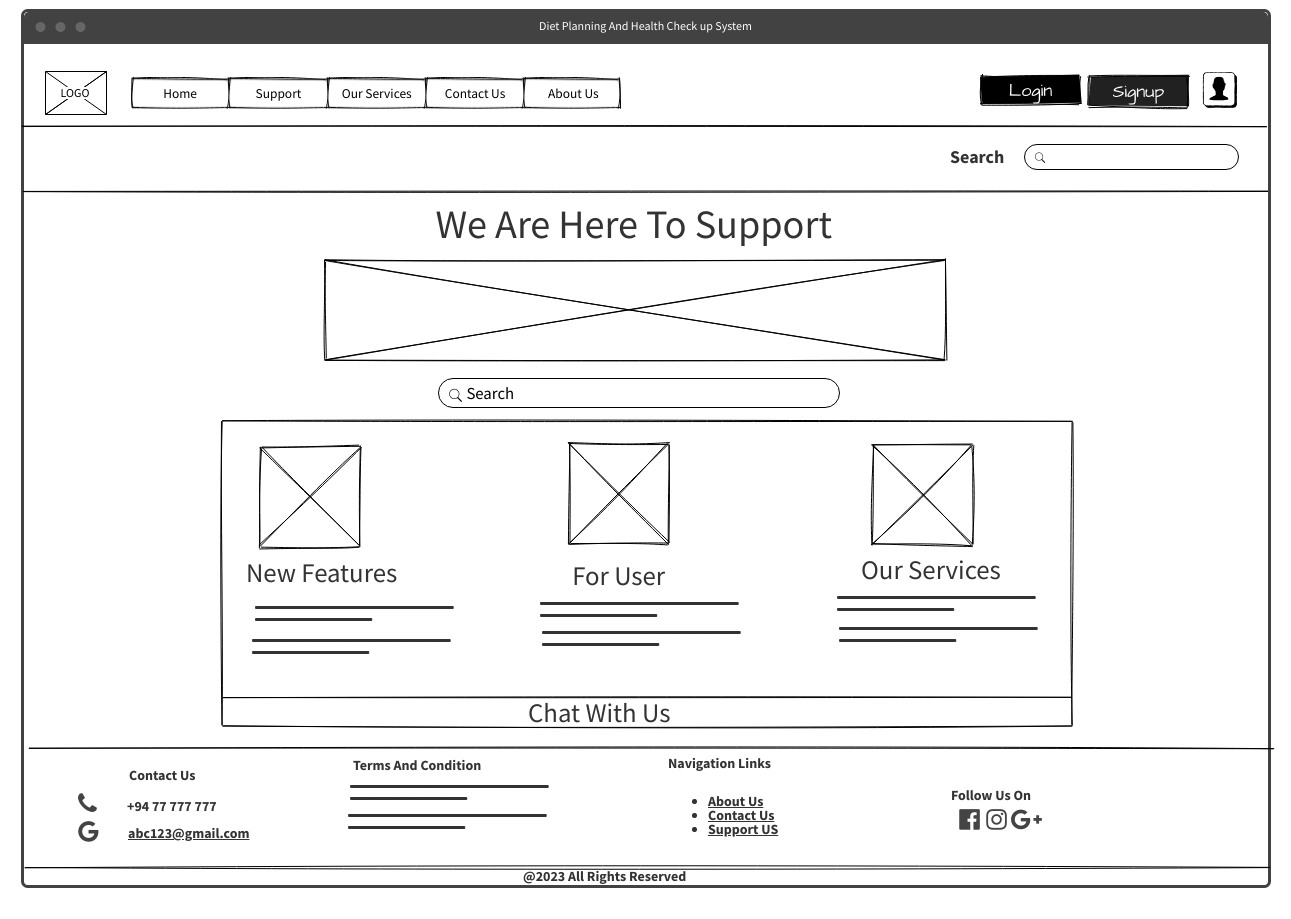 Diet Planning And Health Check up System
LOGO
Home
Support
Our Services
Contact Us
About Us
Login
Signup
Search
We Are Here To Support
Search
New Features
For User
Our Services
Chat With Us
Contact Us
+94 77 777 777
abc123@gmail.com
Terms And Condition
Navigation Links
About Us
Contact Us
Support US
Follow Us On
@2023 All Rights Reserved